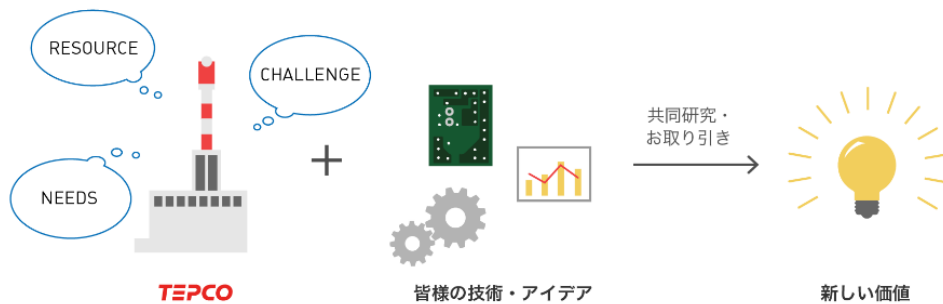 RESOURCE
CHALLENGE
NEEDS
共同研究・
お取り引き
TEPCO
皆様の技術・アイデア
新しい価値